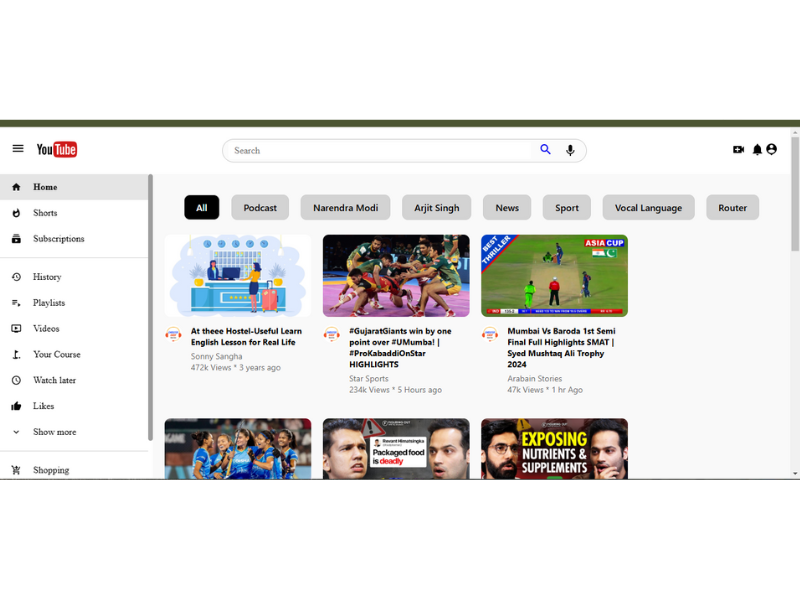 YouTube
Search
Home
Shorts
Subscriptions
History
Playlists
Videos
Your Course
Watch later
Likes
Show more
Shopping
All
Podcast
Narendra Modi
Arjit Singh
News
Sport
Vocal Language
Router
At theee Hostel-Useful Learn
English Lesson for Real Life
Sonny Sangha
472k Views * 3 years ago
#GujaratGiants win by one
point over #UMumba! |
#ProKabaddiOnStar
HIGHLIGHTS
Star Sports
234k Views * 5 Hours ago
BEST
THRILLER
ASIA CUP
Mumbai Vs Baroda 1st Semi
Final Full Highlights SMAT |
Syed Mushtaq Ali Trophy
2024
Arabain Stories
47k Views * 1 hr Ago
Revant Himatsingka
Packaged food
is deadly
EXPOSING
NUTRIENTS &
SUPPLEMENTS